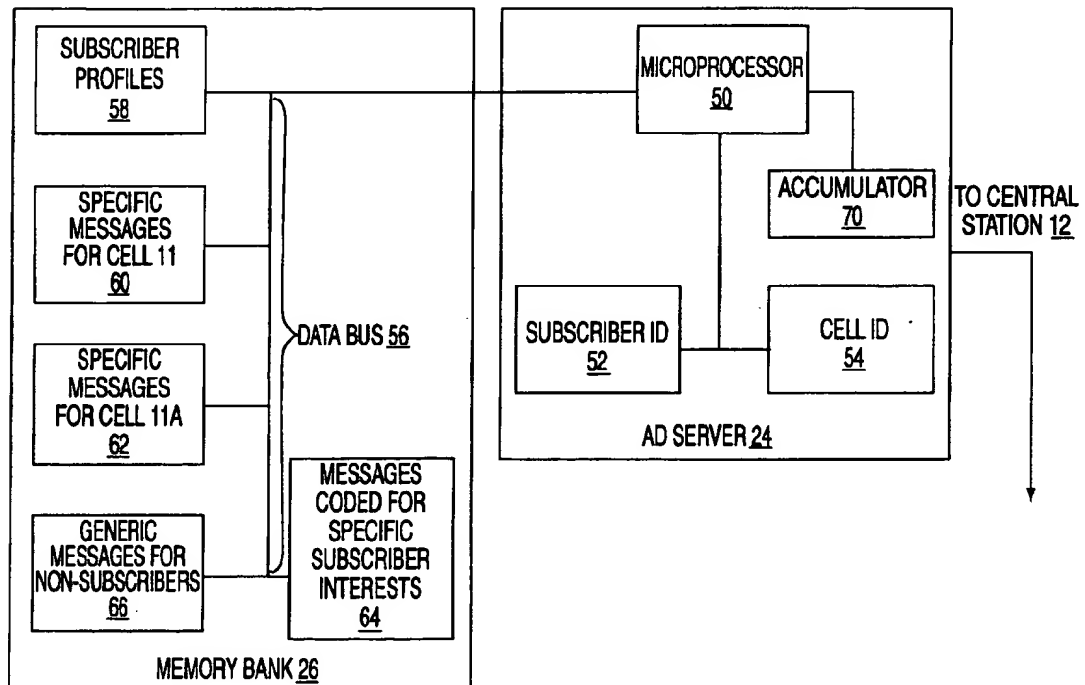 SUBSCRIBER
PROFILES
58
SPECIFIC
MESSAGES
FOR CELL 11
60
SPECIFIC
MESSAGES
FOR CELL 11A
62
GENERIC
MESSAGES FOR
NON-SUBSCRIBERS
66
DATA BUS 56
MESSAGES
CODED FOR
SPECIFIC
SUBSCRIBER
INTERESTS
64
MEMORY BANK 26
MICROPROCESSOR
50
ACCUMULATOR
70
SUBSCRIBER ID
52
CELL ID
54
AD SERVER 24
TO CENTRAL
STATION 12